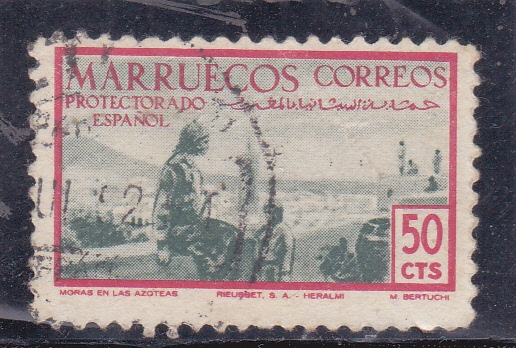 MARRUECOS CORREOS
PROTECTORADO
ESPAÑOL
50
CTS
MORAS EN LAS AZOTEAS RIEUSSET, S. A. - HERALMI M. BERTUCHI